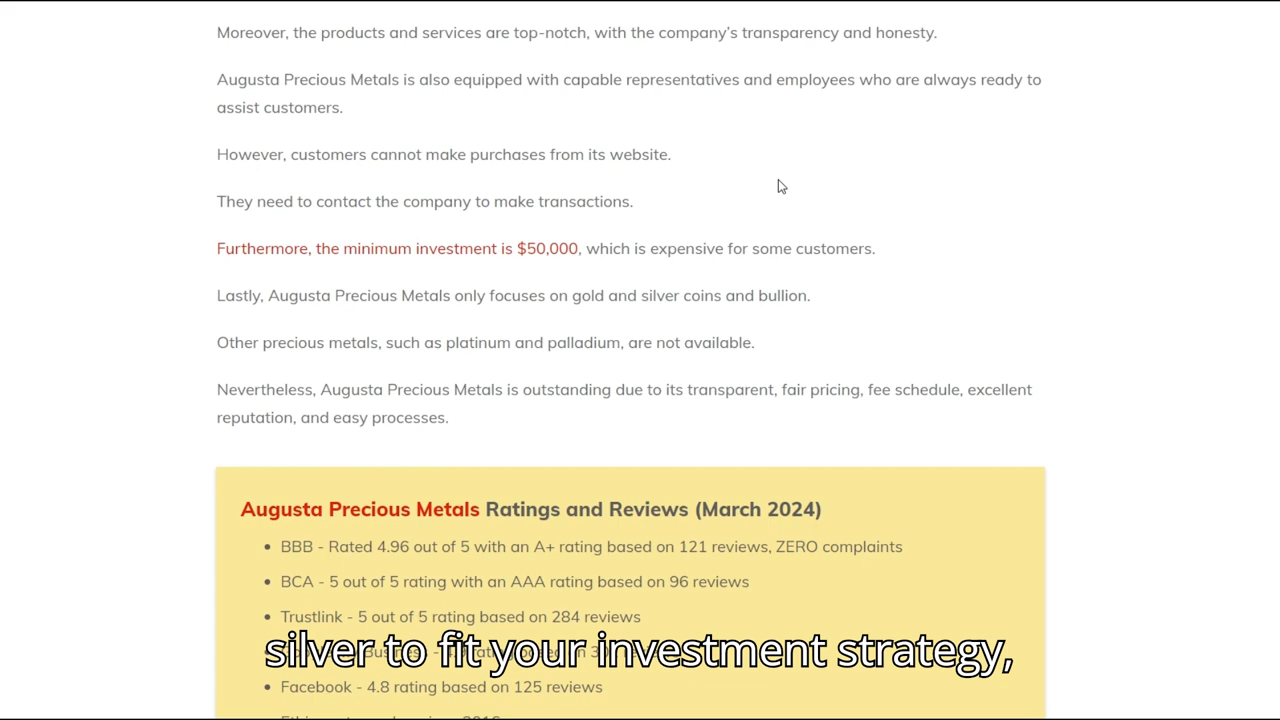 Moreover, the products and services are top-notch, with the company's transparency and honesty.
Augusta Precious Metals is also equipped with capable representatives and employees who are always ready to
assist customers.
However, customers cannot make purchases from its website.
They need to contact the company to make transactions.
Furthermore, the minimum investment is $50,000, which is expensive for some customers.
Lastly, Augusta Precious Metals only focuses on gold and silver coins and bullion.
Other precious metals, such as platinum and palladium, are not available.
Nevertheless, Augusta Precious Metals is outstanding due to its transparent, fair pricing, fee schedule, excellent
reputation, and easy processes.
Augusta Precious Metals Ratings and Reviews (March 2024)
• BBB - Rated 4.96 out of 5 with an A+ rating based on 121 reviews, ZERO complaints
• BCA - 5 out of 5 rating with an AAA rating based on 96 reviews
• Trustlink - 5 out of 5 rating based on 284 reviews
silver to fit your investment strategy,
• Facebook - 4.8 rating based on 125 reviews